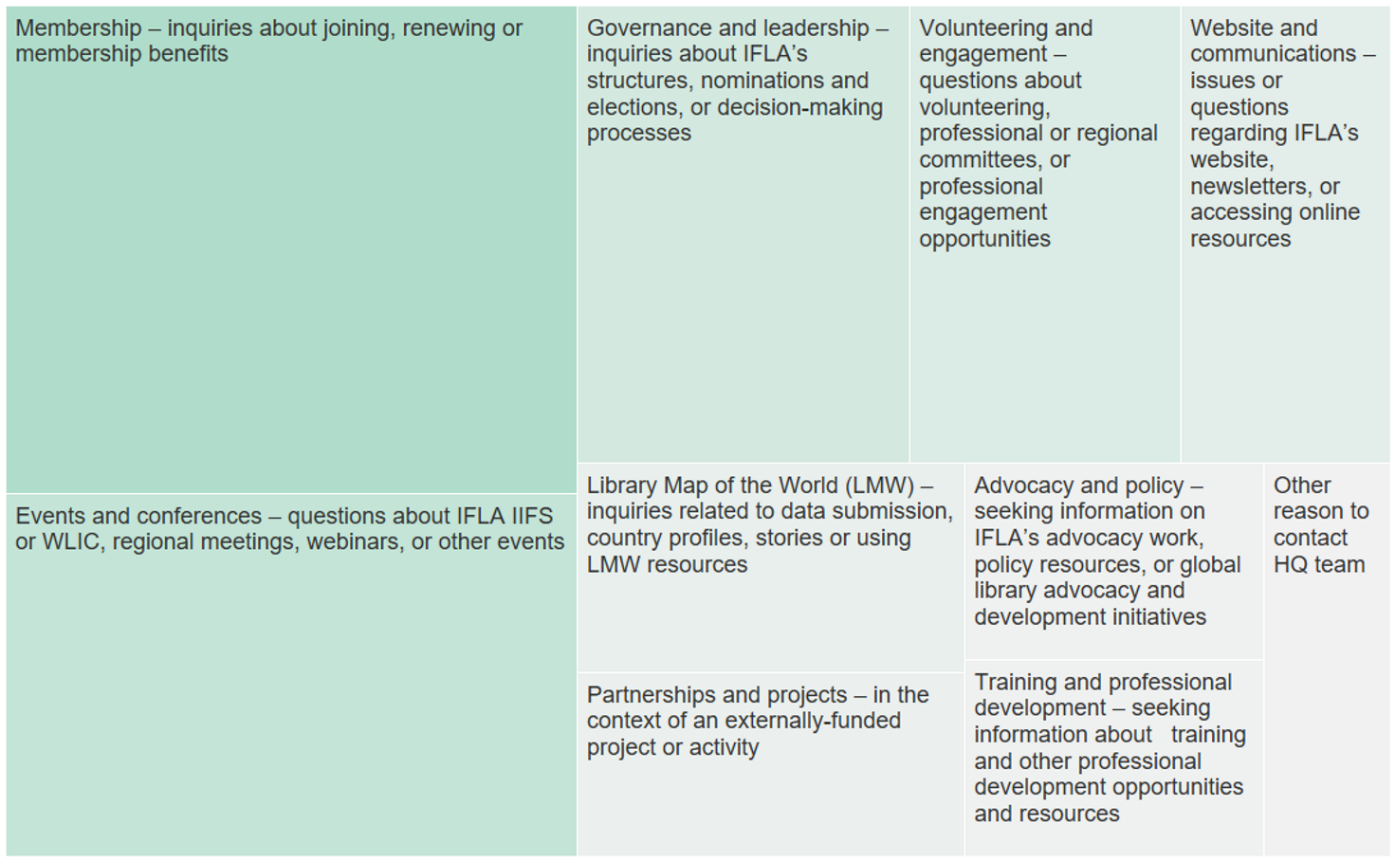 Membership – inquiries about joining, renewing or
membership benefits
Governance and leadership –
inquiries about IFLA’s
structures, nominations and
elections, or decision-making
processes
Volunteering and
engagement –
questions about
volunteering,
professional or regional
committees, or
professional
engagement
opportunities
Website and
communications –
issues or
questions
regarding IFLA’s
website,
newsletters, or
accessing online
resources
Events and conferences – questions about IFLA IIFS
or WLIC, regional meetings, webinars, or other events
Library Map of the World (LMW) –
inquiries related to data submission,
country profiles, stories or using
LMW resources
Partnerships and projects – in the
context of an externally-funded
project or activity
Advocacy and policy –
seeking information on
IFLA’s advocacy work,
policy resources, or global
library advocacy and
development initiatives
Training and professional
development – seeking
information about   training
and other professional
development opportunities
and resources
Other
reason to
contact
HQ team